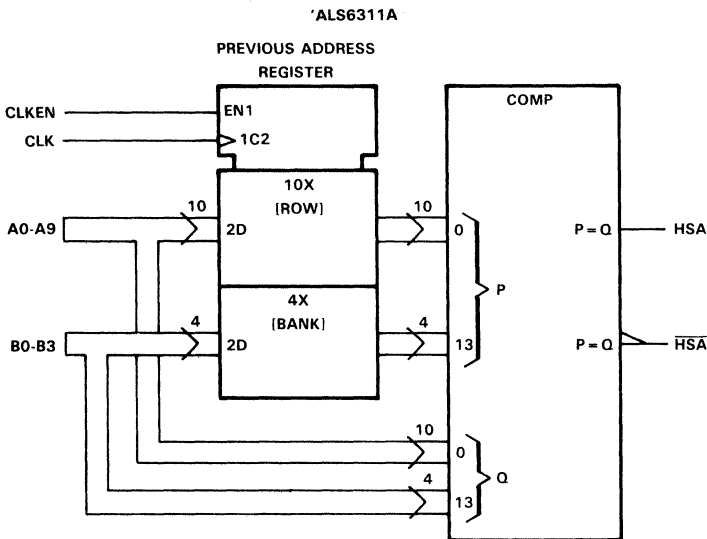 'ALS6311A
PREVIOUS ADDRESS
REGISTER
CLKEN
EN1
CLK
1C2
COMP
10X
(ROW)
A0-A9
10
2D
10
0
P = Q
HSA
P
4X
(BANK)
B0-B3
4
2D
4
13
P = Q
HSA
10
0
4
Q
13